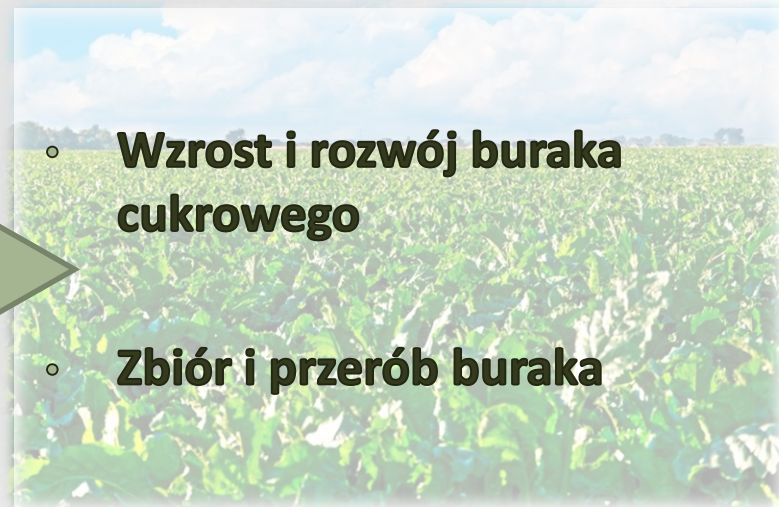 ◦ Wzrost i rozwój buraka
cukrowego
◦ Zbiór i przerób buraka